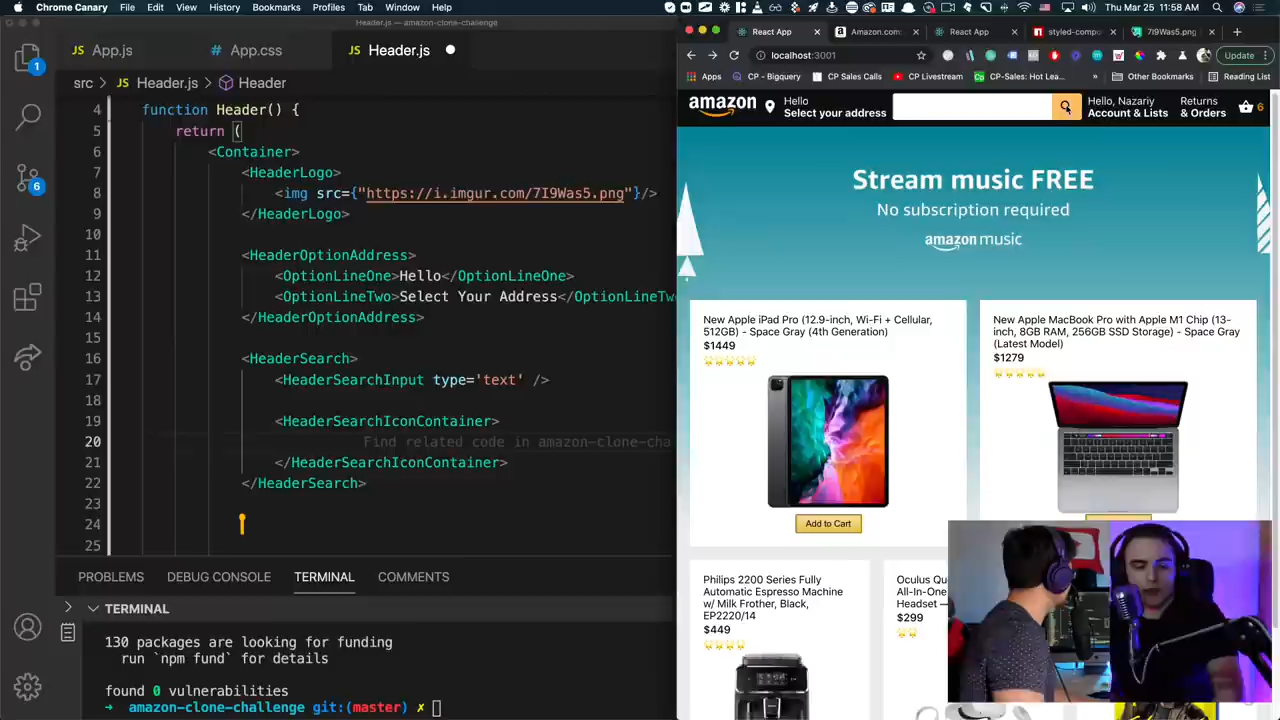 Chrome Canary File Edit View History Bookmarks Profiles Tab Window Help
Thu Mar 25 11:58 AM
Header.js — amazon-clone-challenge
App.js
App.css
Header.js
src > Header.js > Header
4 function Header() {
5 return (
6 <Container>
7 <HeaderLogo>
8 <img src={"https://i.imgur.com/7I9Was5.png"}/>
9 </HeaderLogo>
10
11 <HeaderOptionAddress>
12 <OptionLineOne>Hello</OptionLineOne>
13 <OptionLineTwo>Select Your Address</OptionLineTw
14 </HeaderOptionAddress>
15
16 <HeaderSearch>
17 <HeaderSearchInput type='text' />
18
19 <HeaderSearchIconContainer>
20 Find related code in amazon-clone-cha
21 </HeaderSearchIconContainer>
22 </HeaderSearch>
23
24
25
1
6
PROBLEMS DEBUG CONSOLE TERMINAL COMMENTS
TERMINAL
130 packages are looking for funding
run `npm fund` for details
found 0 vulnerabilities
→ amazon-clone-challenge git:(master) ✗
React App
Amazon.com:
React App
styled-compo
7I9Was5.png
localhost:3001
Update
Apps
CP - Bigquery
CP Sales Calls
CP Livestream
CP-Sales: Hot Lea...
»
Other Bookmarks
Reading List
amazon
Hello
Select your address
Hello, Nazariy
Account & Lists
Returns
& Orders
6
Stream music FREE
No subscription required
amazon music
New Apple iPad Pro (12.9-inch, Wi-Fi + Cellular,
512GB) - Space Gray (4th Generation)
$1449
Add to Cart
New Apple MacBook Pro with Apple M1 Chip (13-
inch, 8GB RAM, 256GB SSD Storage) - Space Gray
(Latest Model)
$1279
Philips 2200 Series Fully
Automatic Espresso Machine
w/ Milk Frother, Black,
EP2220/14
$449
Oculus Qu
All-In-One
Headset —
$299